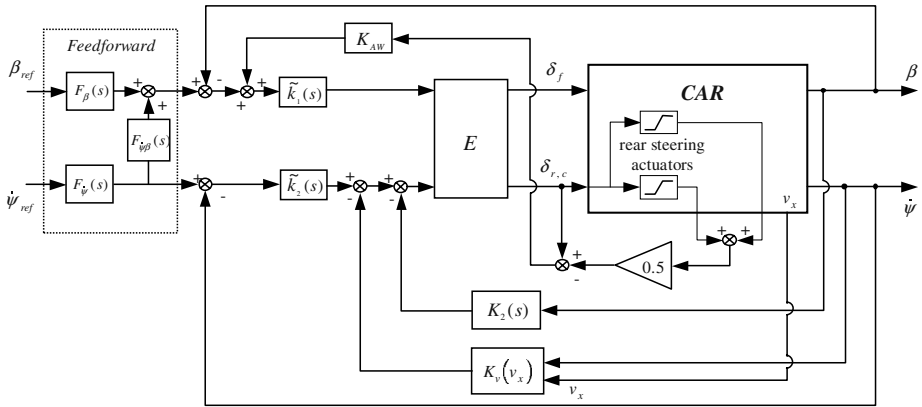 Feedforward
β_ref
F_β(s)
+
+
F_ψ̇β(s)
ψ̇_ref
F_ψ̇(s)
+
-
+
+
k̃_1(s)
K_AW
+
-
k̃_2(s)
+
-
+
-
E
δ_f
δ_r,c
CAR
rear steering
actuators
v_x
β
ψ̇
+
+
0.5
+
-
K_2(s)
K_v(v_x)
v_x